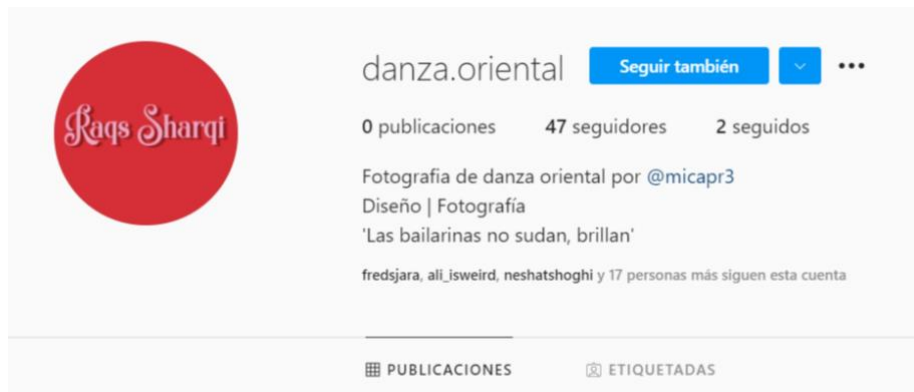 Raqs Sharqi
danza.oriental Seguir también
0 publicaciones 47 seguidores 2 seguidos
Fotografia de danza oriental por @micapr3
Diseño | Fotografía
'Las bailarinas no sudan, brillan'
fredsjara, ali_isweird, neshatshoghi y 17 personas más siguen esta cuenta
PUBLICACIONES ETIQUETADAS